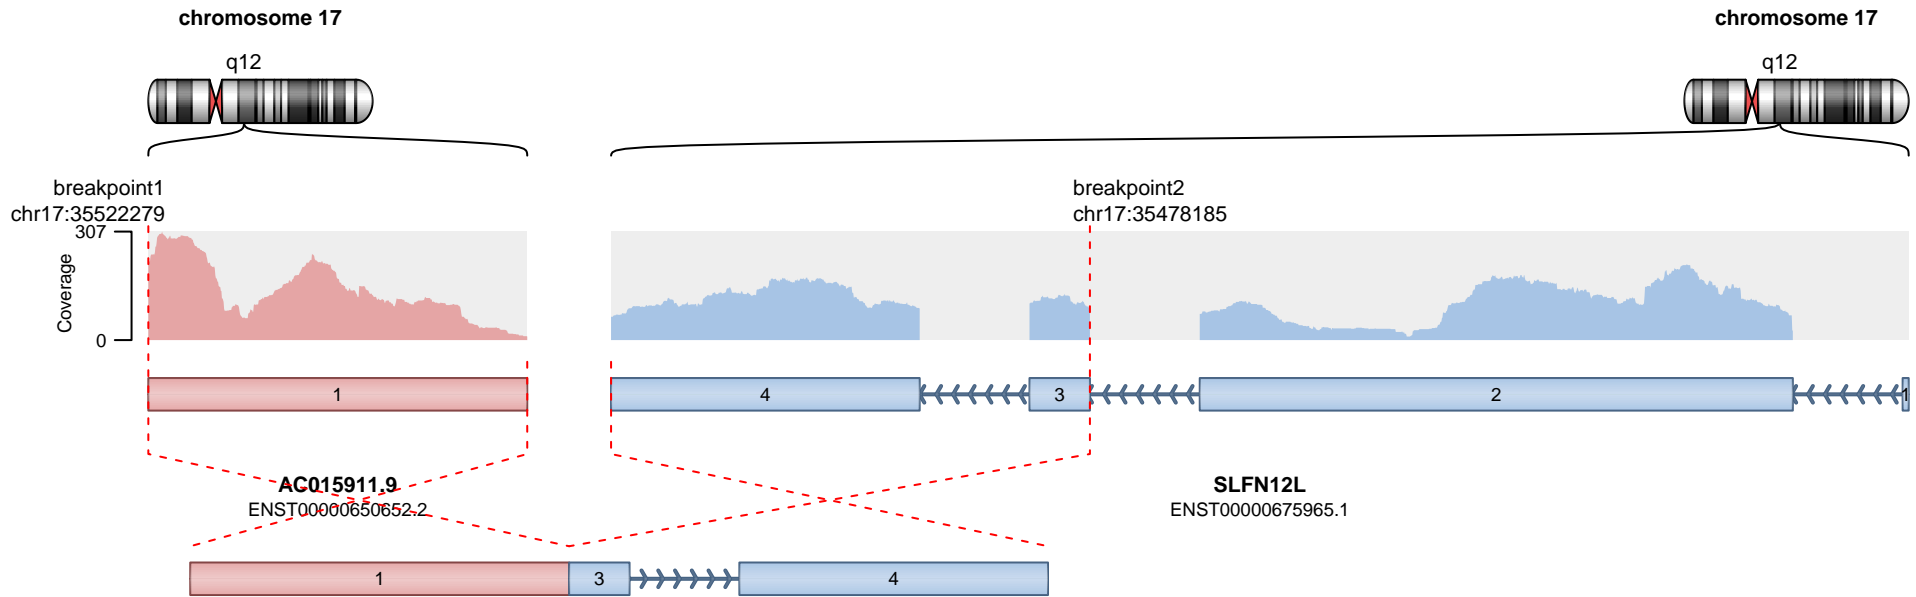 chromosome 17
chromosome 17
q12
q12
breakpoint1
chr17:35522279
breakpoint2
chr17:35478185
307
Coverage
0
1
4
3
2
1
AC015911.9
ENST00000650652.2
SLFN12L
ENST00000675965.1
1
3
4